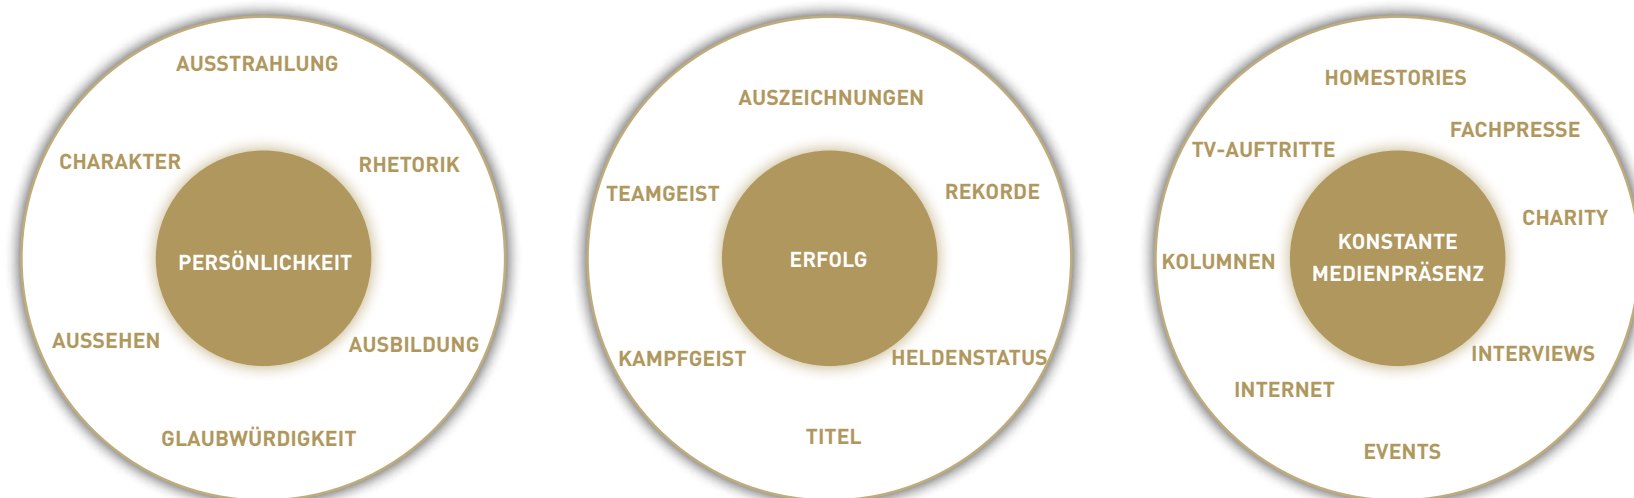 AUSSTRAHLUNG
CHARAKTER
RHETORIK
PERSÖNLICHKEIT
AUSSEHEN
AUSBILDUNG
GLAUBWÜRDIGKEIT
AUSZEICHNUNGEN
TEAMGEIST
REKORDE
ERFOLG
KAMPFGEIST
HELDENSTATUS
TITEL
HOMESTORIES
FACHPRESSE
TV-AUFTRITTE
CHARITY
KONSTANTE
MEDIENPRÄSENZ
KOLUMNEN
INTERVIEWS
INTERNET
EVENTS